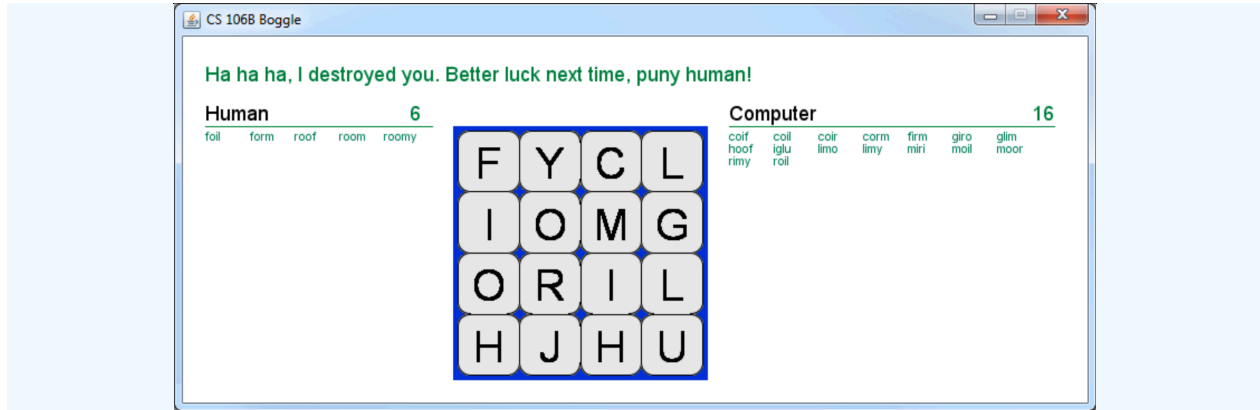 CS 106B Boggle
Ha ha ha, I destroyed you. Better luck next time, puny human!
Human 6
foil form roof room roomy
F Y C L
I O M G
O R I L
H J H U
Computer 16
coif coil coir corm firm giro glim
hoof iglu limo limy miri moil moor
rimy roil